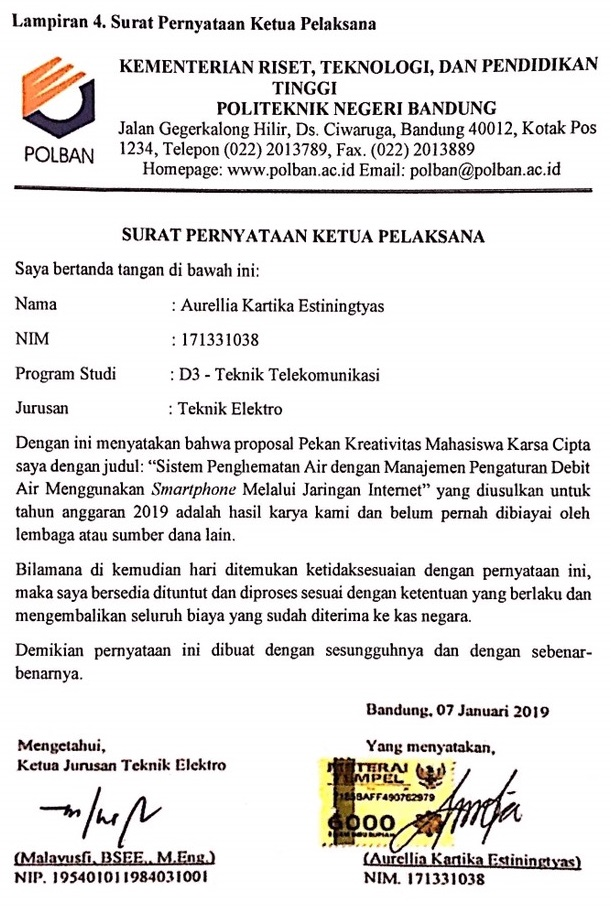 Lampiran 4. Surat Pernyataan Ketua Pelaksana
KEMENTERIAN RISET, TEKNOLOGI, DAN PENDIDIKAN
TINGGI
POLITEKNIK NEGERI BANDUNG
Jalan Gegerkalong Hilir, Ds. Ciwaruga, Bandung 40012, Kotak Pos
1234, Telepon (022) 2013789, Fax. (022) 2013889
Homepage: www.polban.ac.id Email: polban@polban.ac.id
POLBAN
SURAT PERNYATAAN KETUA PELAKSANA
Saya bertanda tangan di bawah ini:
Nama : Aurellia Kartika Estiningtyas
NIM : 171331038
Program Studi : D3 - Teknik Telekomunikasi
Jurusan : Teknik Elektro
Dengan ini menyatakan bahwa proposal Pekan Kreativitas Mahasiswa Karsa Cipta
saya dengan judul: “Sistem Penghematan Air dengan Manajemen Pengaturan Debit
Air Menggunakan Smartphone Melalui Jaringan Internet” yang diusulkan untuk
tahun anggaran 2019 adalah hasil karya kami dan belum pernah dibiayai oleh
lembaga atau sumber dana lain.
Bilamana di kemudian hari ditemukan ketidaksesuaian dengan pernyataan ini,
maka saya bersedia dituntut dan diproses sesuai dengan ketentuan yang berlaku dan
mengembalikan seluruh biaya yang sudah diterima ke kas negara.
Demikian pernyataan ini dibuat dengan sesungguhnya dan dengan sebenar-
benarnya.
Bandung, 07 Januari 2019
Mengetahui,
Ketua Jurusan Teknik Elektro
Yang menyatakan,
METERAI
TEMPEL
6000
(Malayusfi, BSEE., M.Eng.)
NIP. 195401011984031001
(Aurellia Kartika Estiningtyas)
NIM. 171331038